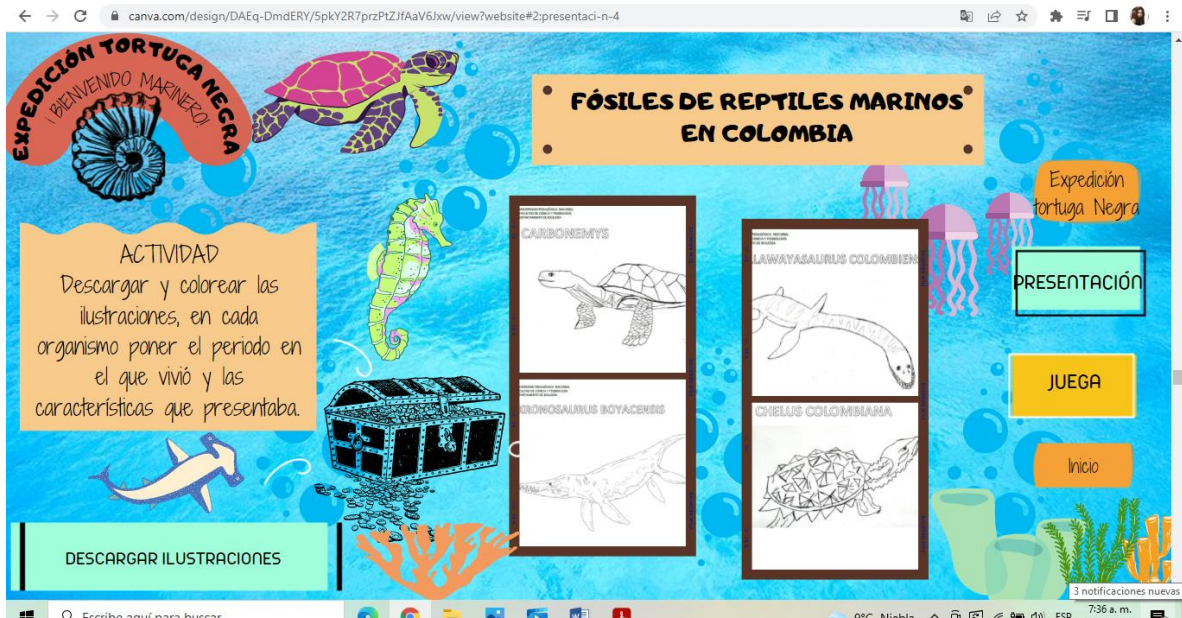 canva.com/design/DAEq-DmdERY/5pkY2R7przPtZJfAaV6Jxw/view?website#2:presentaci-n-4
EXPEDICIÓN TORTUGA NEGRA
¡ BIENVENIDO MARINERO!
FÓSILES DE REPTILES MARINOS
EN COLOMBIA
ACTIVIDAD
Descargar y colorear las
ilustraciones, en cada
organismo poner el periodo en
el que vivió y las
características que presentaba.
DESCARGAR ILUSTRACIONES
CARBONEMYS
KRONOSAURUS BOYACENSIS
LAWAYASAURUS COLOMBIEN
CHELUS COLOMBIANA
Expedición
tortuga Negra
PRESENTACIÓN
JUEGA
Inicio
3 notificaciones nuevas
Escribe aquí para buscar
9°C Niebla
ESP
7:36 a. m.